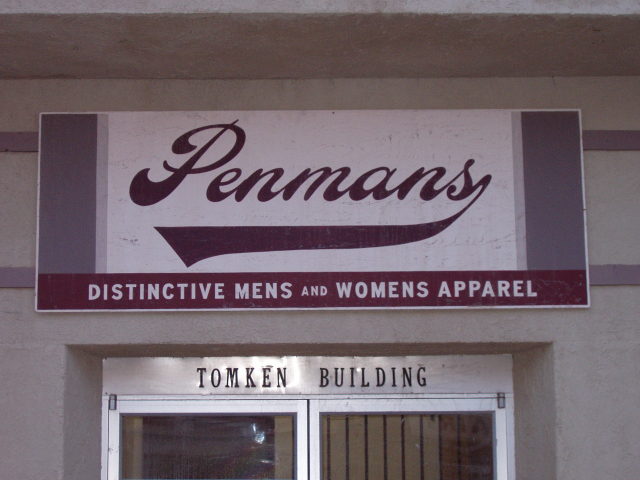 Penmans
DISTINCTIVE MENS AND WOMENS APPAREL
TOMKEN BUILDING